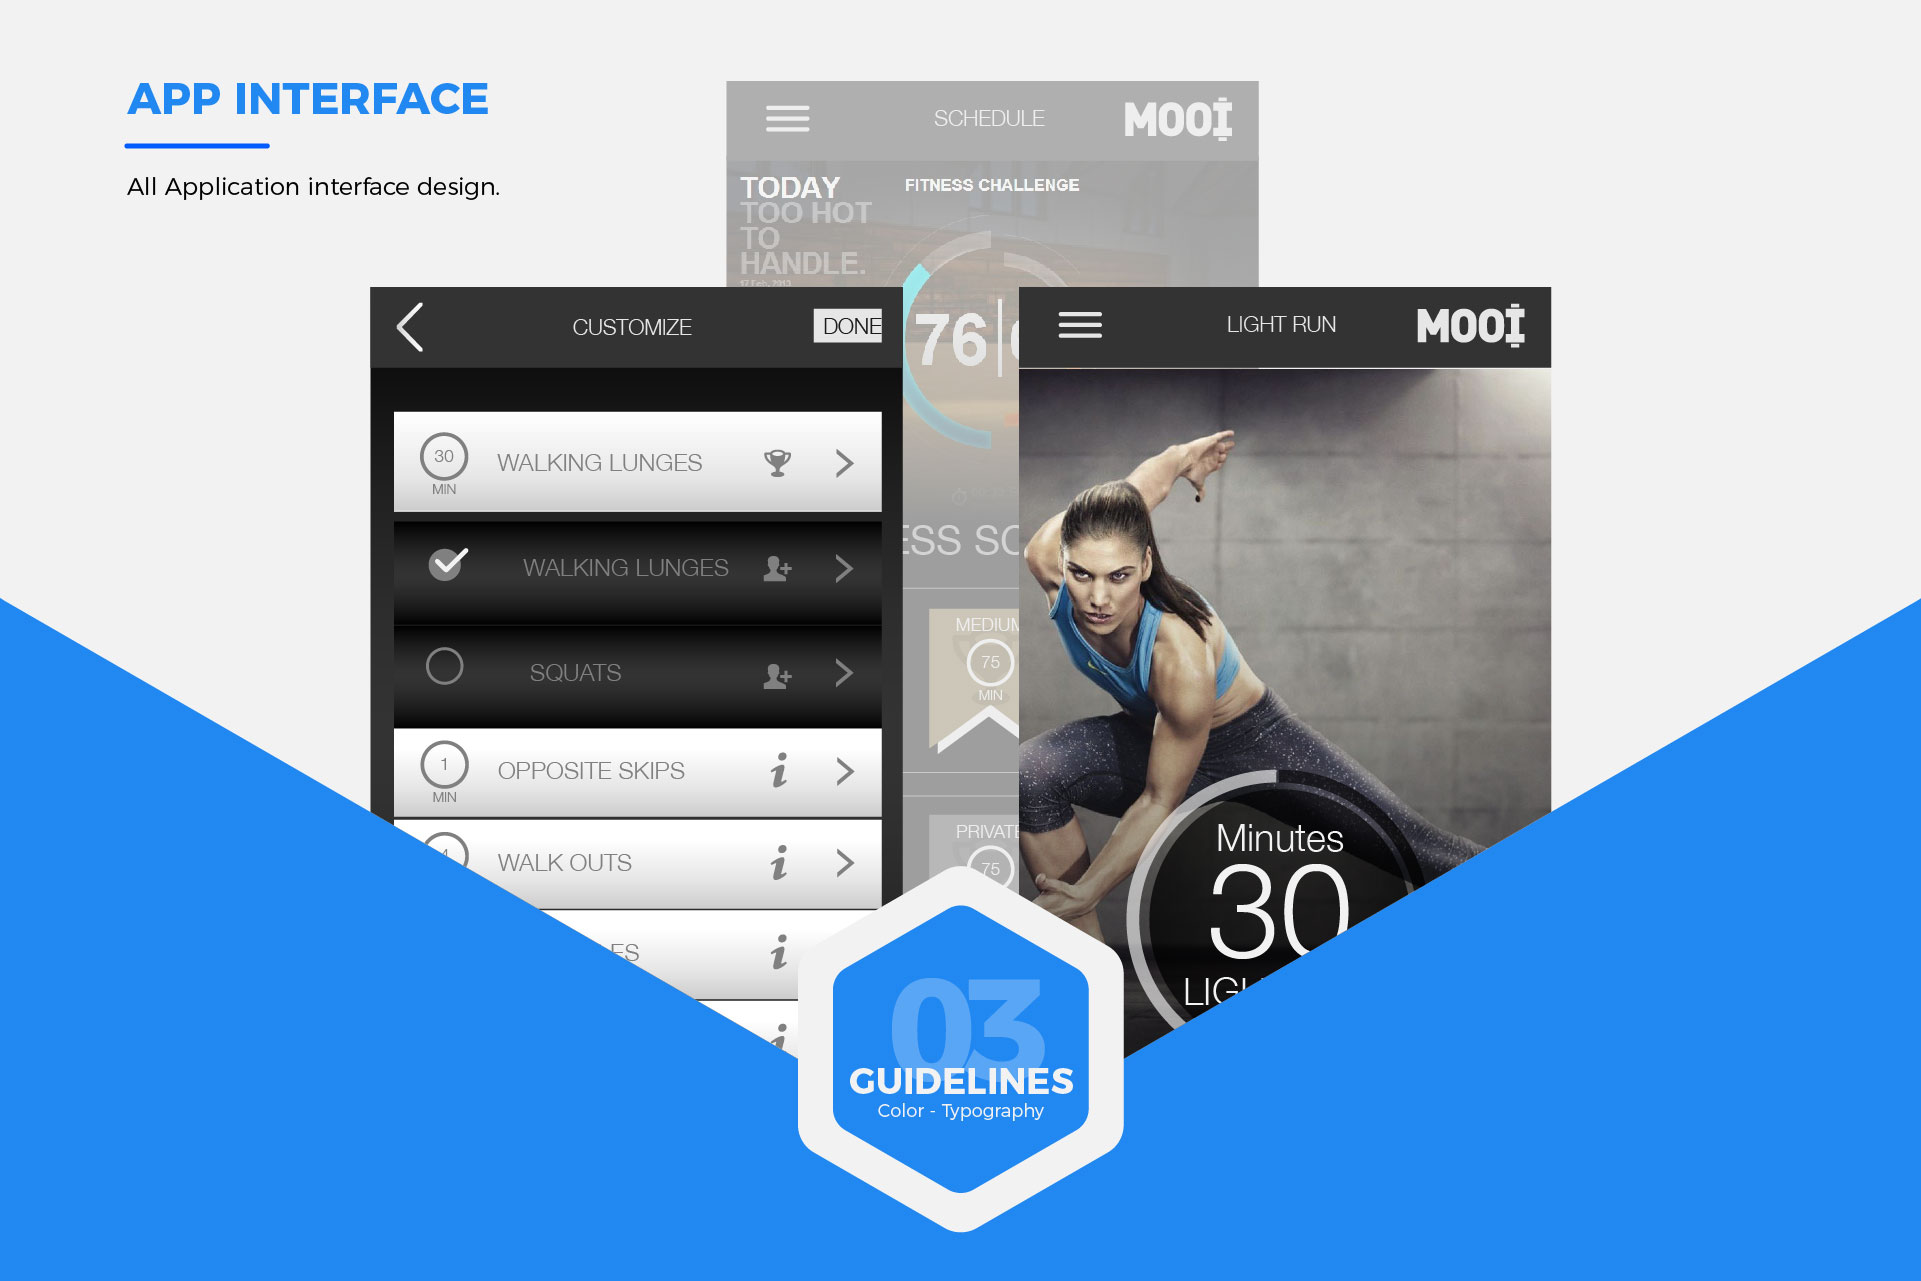 APP INTERFACE
All Application interface design.
SCHEDULE
MOOI
TODAY
TOO HOT
TO
HANDLE.
FITNESS CHALLENGE
76
ESS SC
MEDIUM
75
MIN
PRIVATE
75
CUSTOMIZE
DONE
30
MIN
WALKING LUNGES
WALKING LUNGES
SQUATS
1
MIN
OPPOSITE SKIPS
WALK OUTS
ES
LIGHT RUN
MOOI
Minutes
30
LIG
03
GUIDELINES
Color - Typography